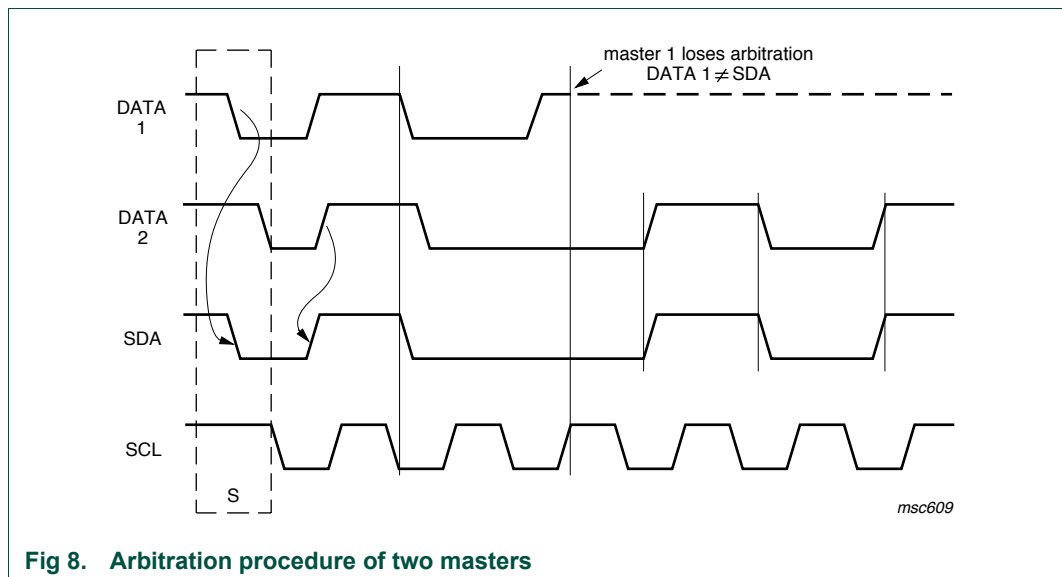 master 1 loses arbitration
DATA 1 ≠ SDA
DATA
1
DATA
2
SDA
SCL
S
msc609
Fig 8. Arbitration procedure of two masters